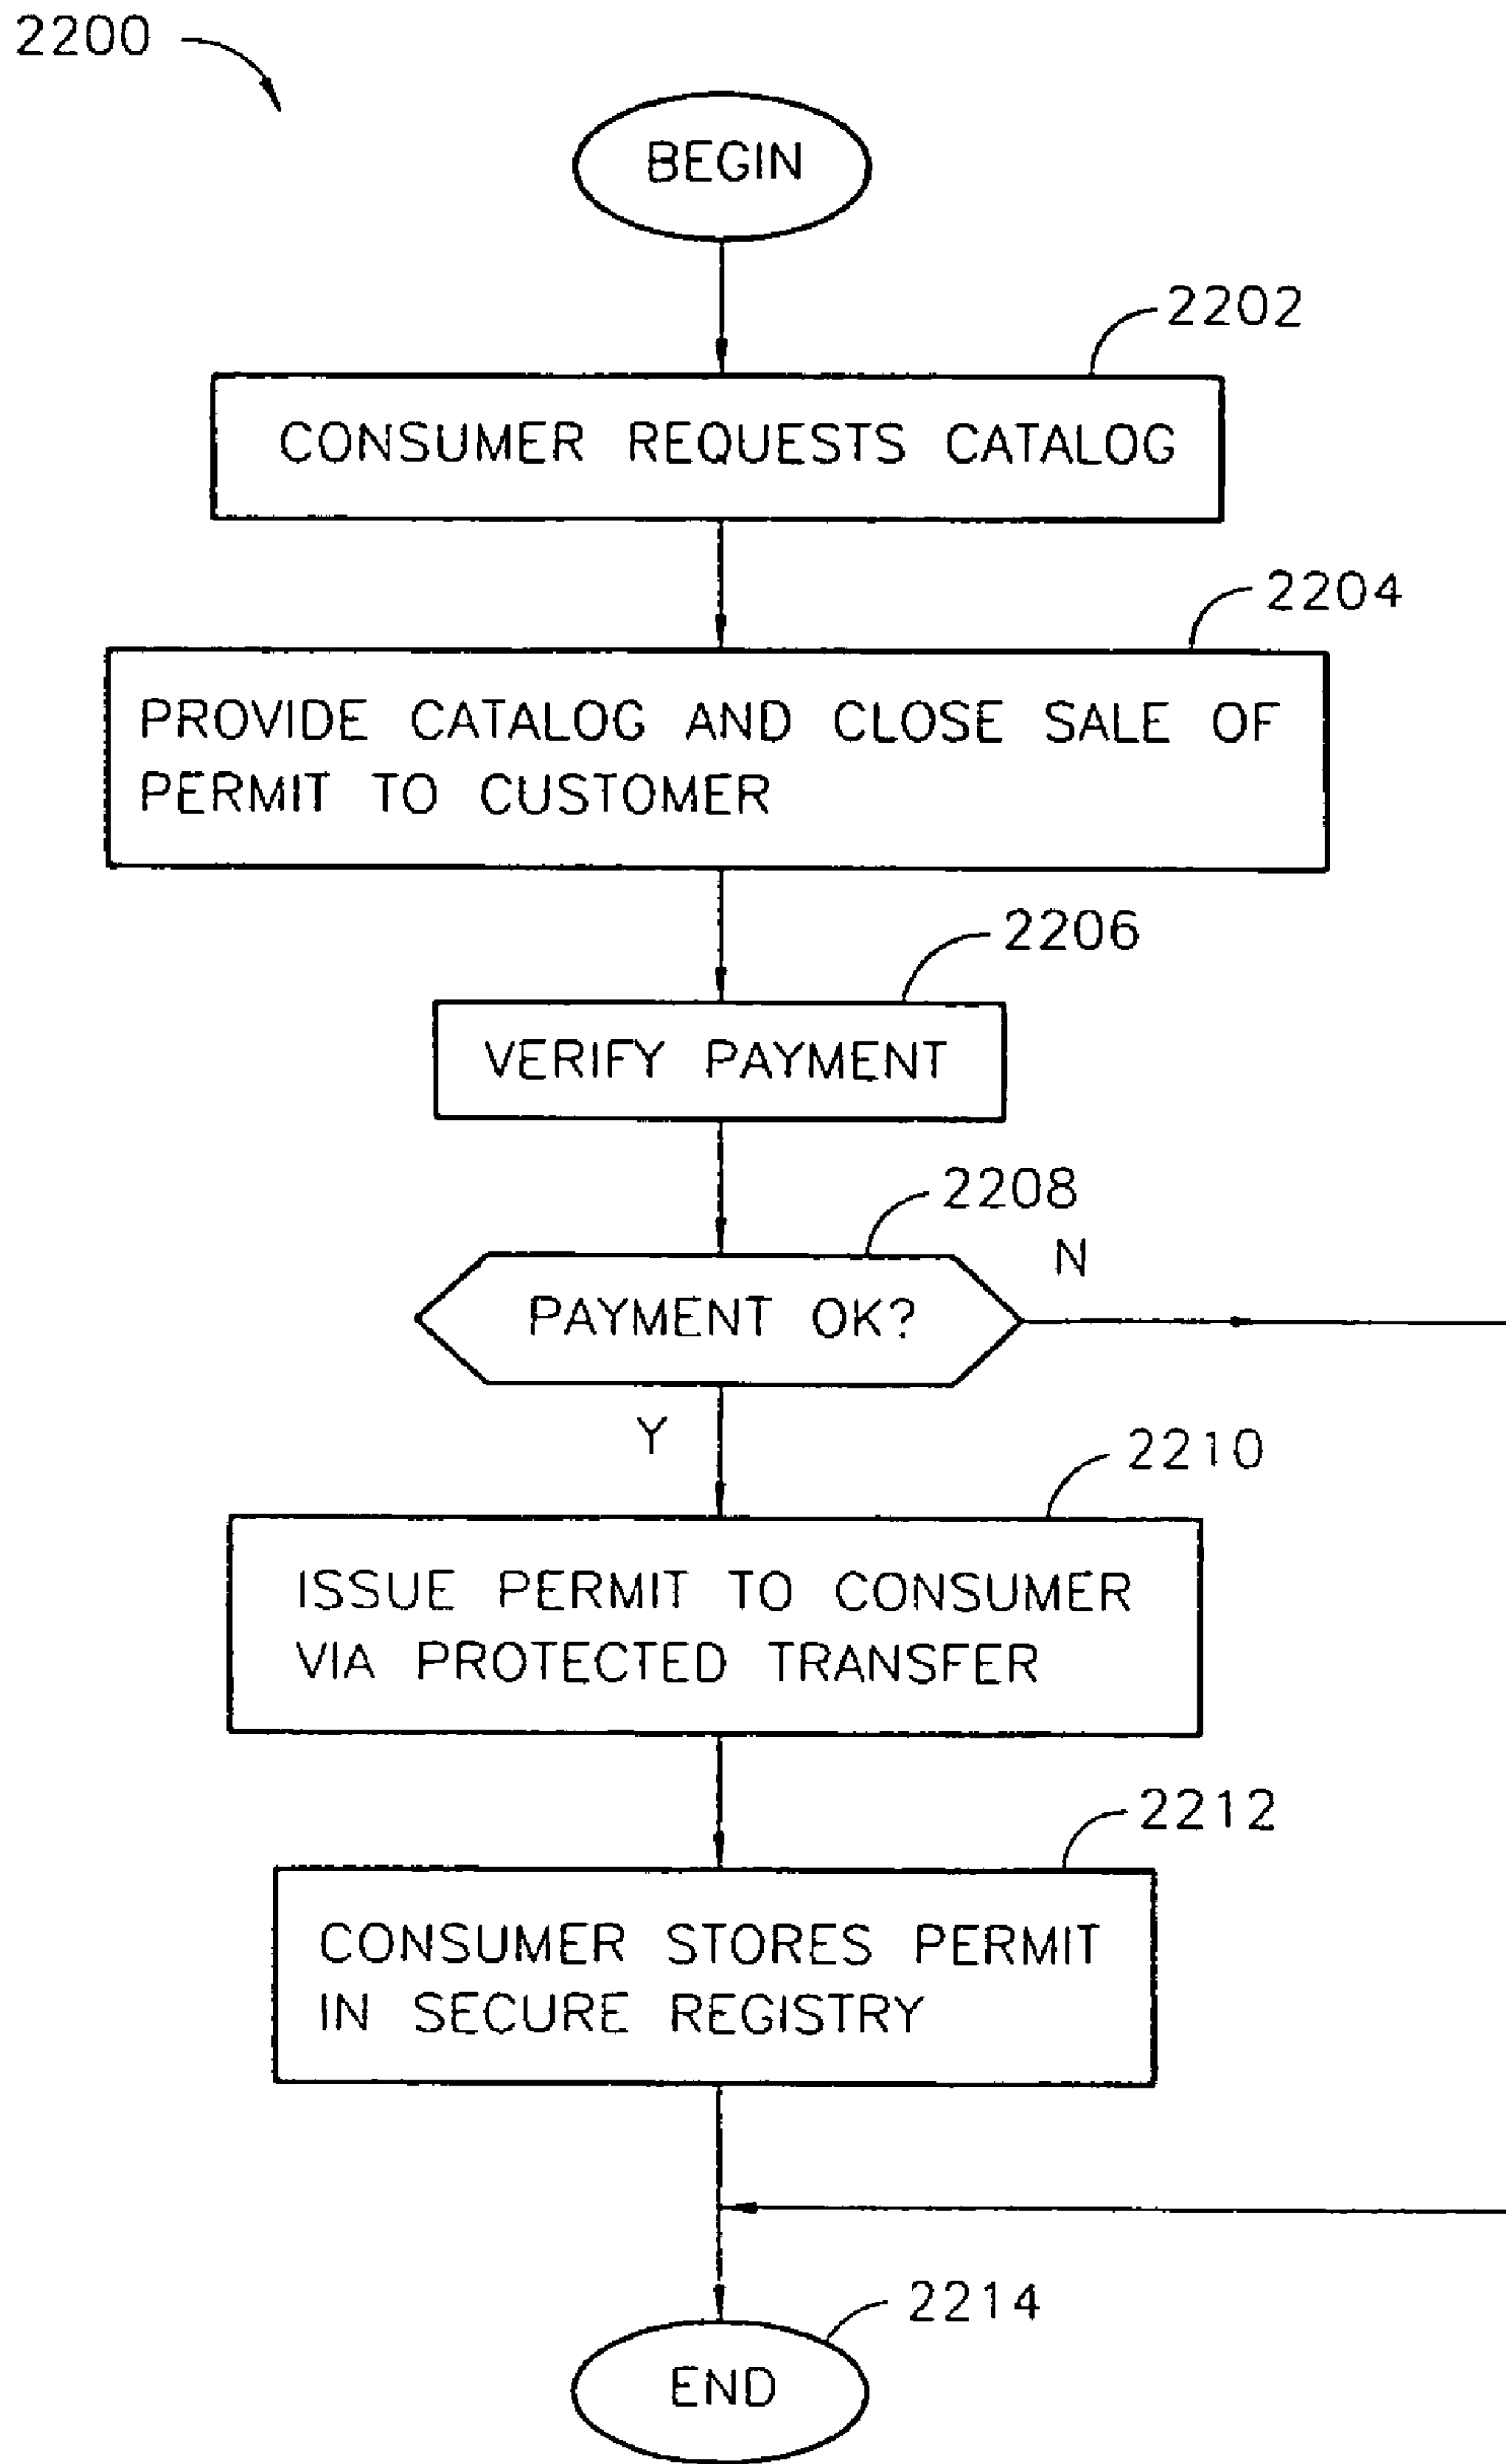 2200
BEGIN
2202
CONSUMER REQUESTS CATALOG
2204
PROVIDE CATALOG AND CLOSE SALE OF
PERMIT TO CUSTOMER
2206
VERIFY PAYMENT
2208
N
PAYMENT OK?
Y
2210
ISSUE PERMIT TO CONSUMER
VIA PROTECTED TRANSFER
2212
CONSUMER STORES PERMIT
IN SECURE REGISTRY
2214
END